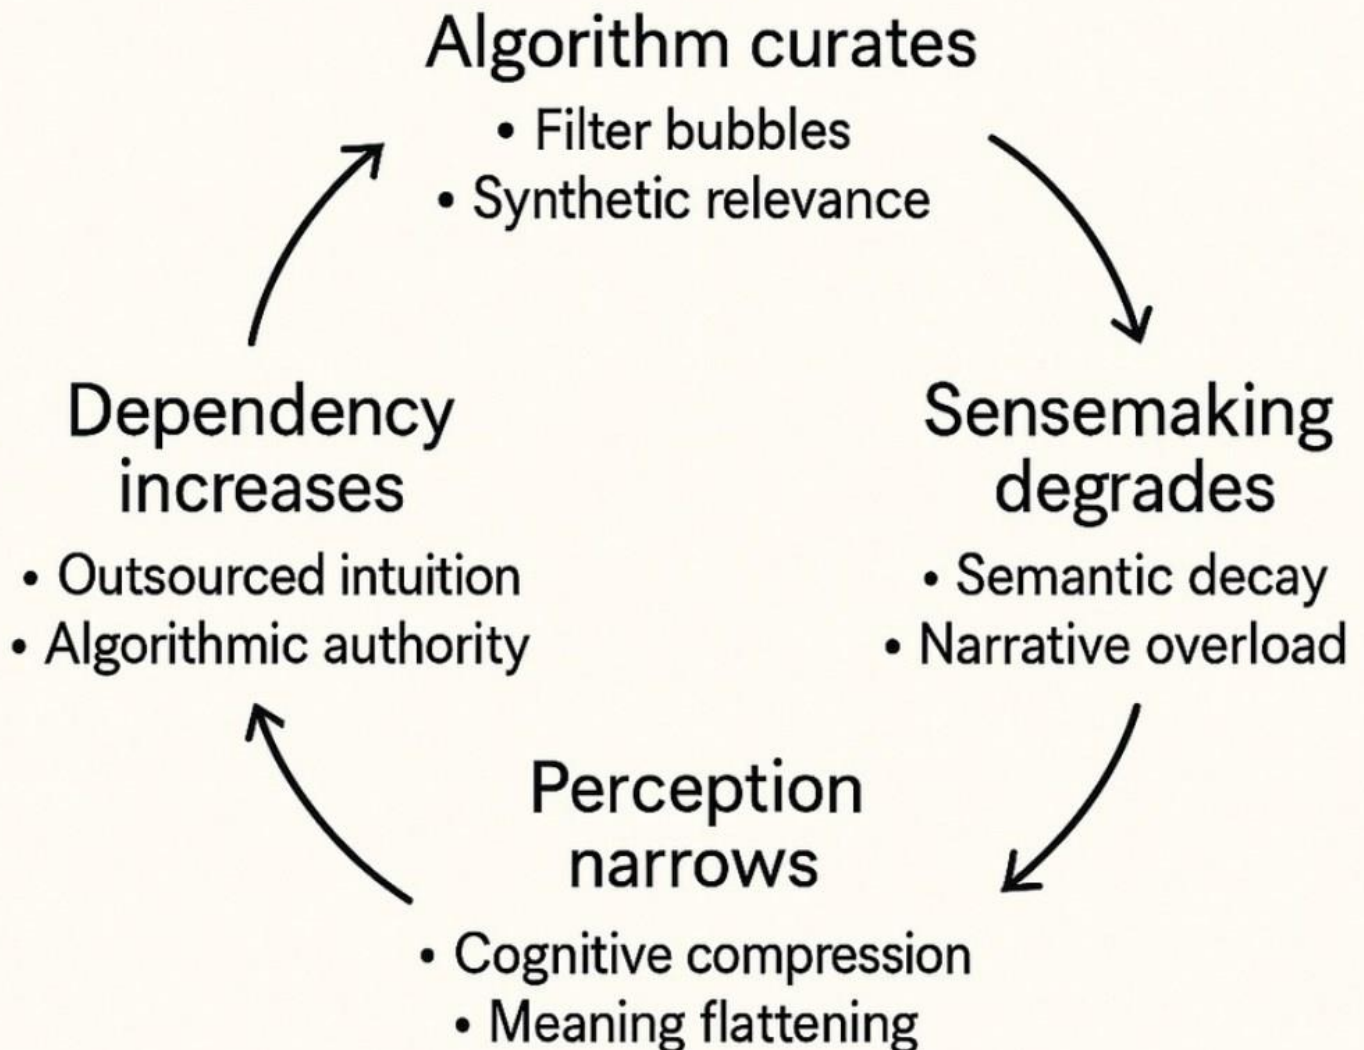 Algorithm curates
• Filter bubbles
• Synthetic relevance
Sensemaking
degrades
• Semantic decay
• Narrative overload
Perception
narrows
• Cognitive compression
• Meaning flattening
Dependency
increases
• Outsourced intuition
• Algorithmic authority